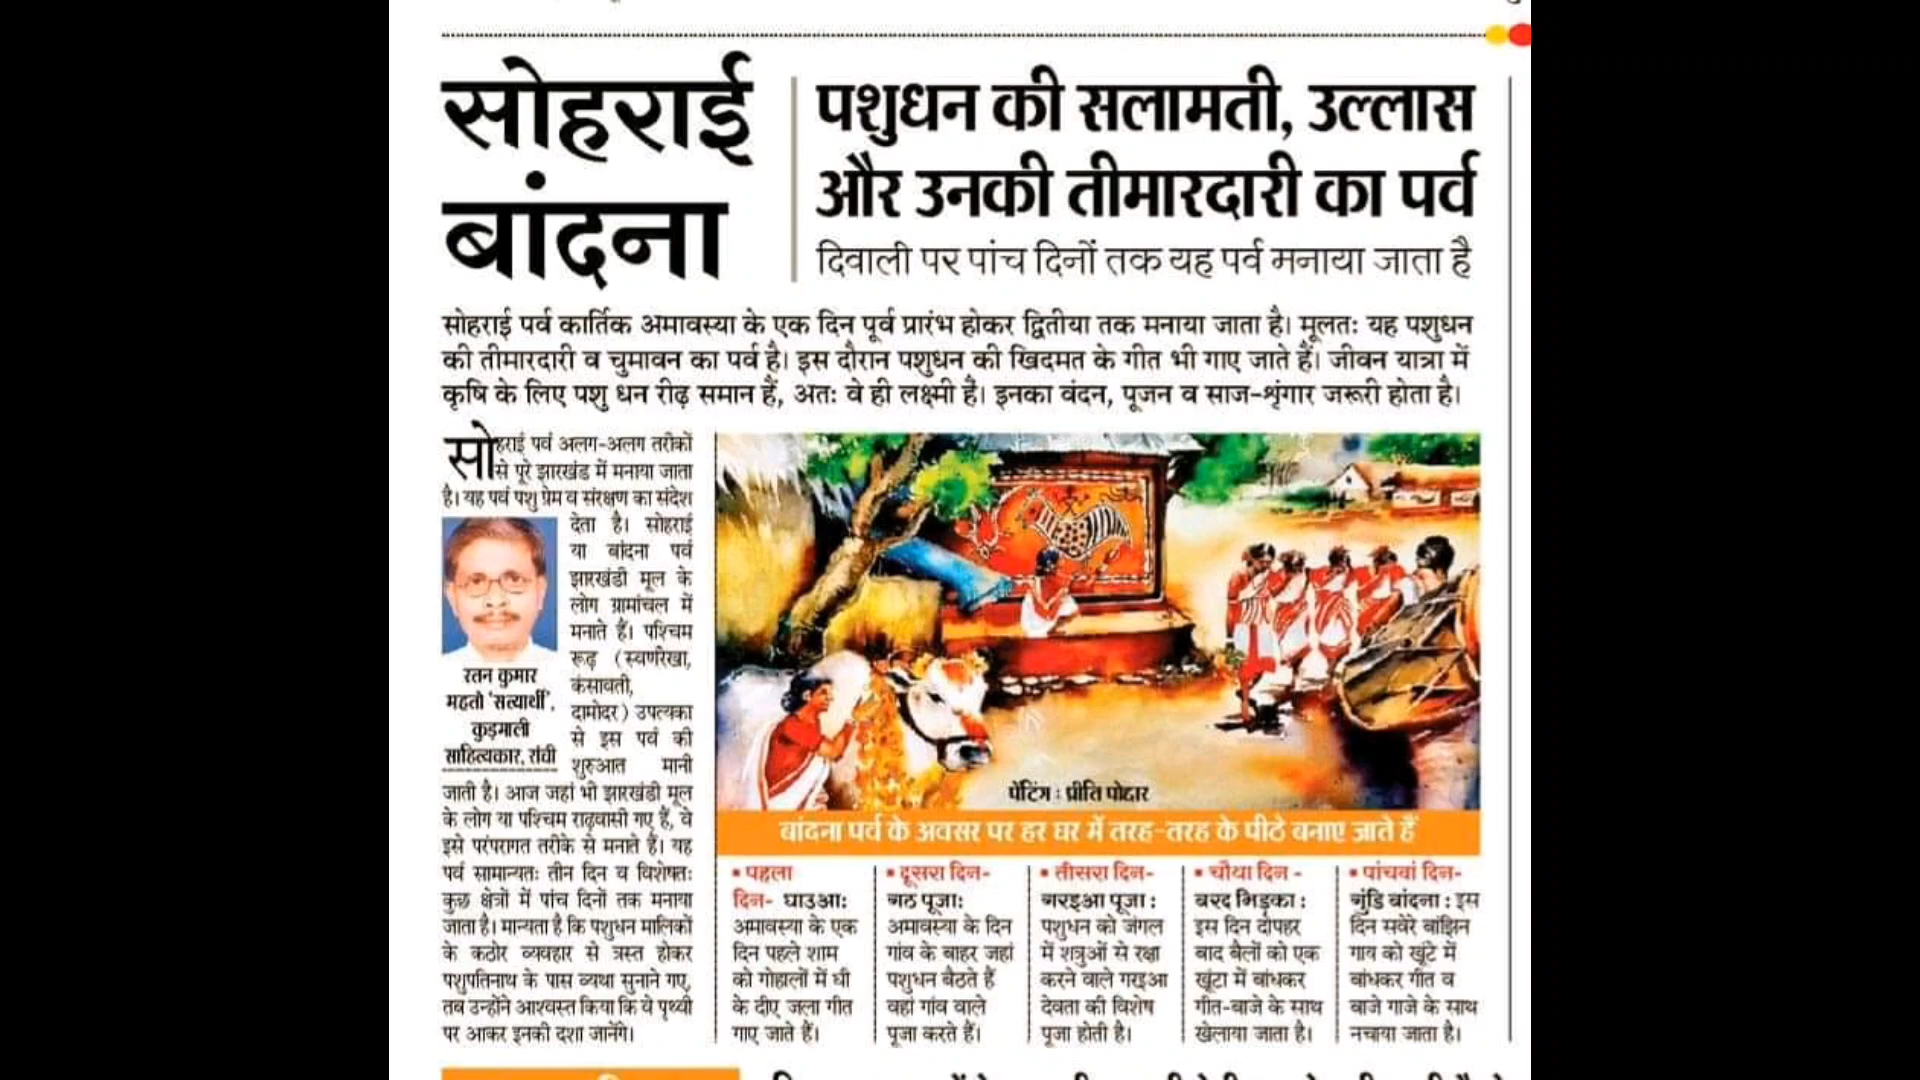 सोहराई
बांदना
पशुधन की सलामती, उल्लास
और उनकी तीमारदारी का पर्व
दिवाली पर पांच दिनों तक यह पर्व मनाया जाता है
सोहराई पर्व कार्तिक अमावस्या के एक दिन पूर्व प्रारंभ होकर द्वितीया तक मनाया जाता है। मूलतः यह पशुधन
की तीमारदारी व चुमावन का पर्व है। इस दौरान पशुधन की खिदमत के गीत भी गाए जाते हैं। जीवन यात्रा में
कृषि के लिए पशु धन रीढ़ समान हैं, अतः वे ही लक्ष्मी हैं। इनका वंदन, पूजन व साज-श्रृंगार जरूरी होता है।
सोहराई पर्व अलग-अलग तरीकों
से पूरे झारखंड में मनाया जाता
है। यह पर्व पशु प्रेम व संरक्षण का संदेश
देता है। सोहराई
या बांदना पर्व
झारखंडी मूल के
लोग ग्रामांचल में
मनाते हैं। पश्चिम
रूढ़ (स्वर्णरेखा,
कंसावती,
दामोदर) उपत्यका
से इस पर्व की
शुरुआत मानी
जाती है। आज जहां भी झारखंडी मूल
के लोग या पश्चिम राढ़वासी गए हैं, वे
इसे परंपरागत तरीके से मनाते हैं। यह
पर्व सामान्यतः तीन दिन व विशेषतः
कुछ क्षेत्रों में पांच दिनों तक मनाया
जाता है। मान्यता है कि पशुधन मालिकों
के कठोर व्यवहार से त्रस्त होकर
पशुपतिनाथ के पास व्यथा सुनाने गए,
तब उन्होंने आश्वस्त किया कि वे पृथ्वी
पर आकर इनकी दशा जानेंगे।
रतन कुमार
महतो 'सत्यार्थी',
कुड़माली
साहित्यकार, रांची
पेंटिंग : प्रीति पोद्दार
बांदना पर्व के अवसर पर हर घर में तरह-तरह के पीठे बनाए जाते हैं
▪ पहला
दिन- घाउआ:
अमावस्या के एक
दिन पहले शाम
को गोहालों में घी
के दीए जला गीत
गाए जाते हैं।
▪ दूसरा दिन-
गठ पूजा:
अमावस्या के दिन
गांव के बाहर जहां
पशुधन बैठते हैं
वहां गांव वाले
पूजा करते हैं।
▪ तीसरा दिन-
गरइआ पूजा :
पशुधन को जंगल
में शत्रुओं से रक्षा
करने वाले गरइआ
देवता की विशेष
पूजा होती है।
▪ चौथा दिन -
बरद भिड़का :
इस दिन दोपहर
बाद बैलों को एक
खूंटा में बांधकर
गीत-बाजे के साथ
खेलाया जाता है।
▪ पांचवां दिन-
गुंडि बांदना : इस
दिन सवेरे बांझिन
गाय को खूंटे में
बांधकर गीत व
बाजे गाजे के साथ
नचाया जाता है।